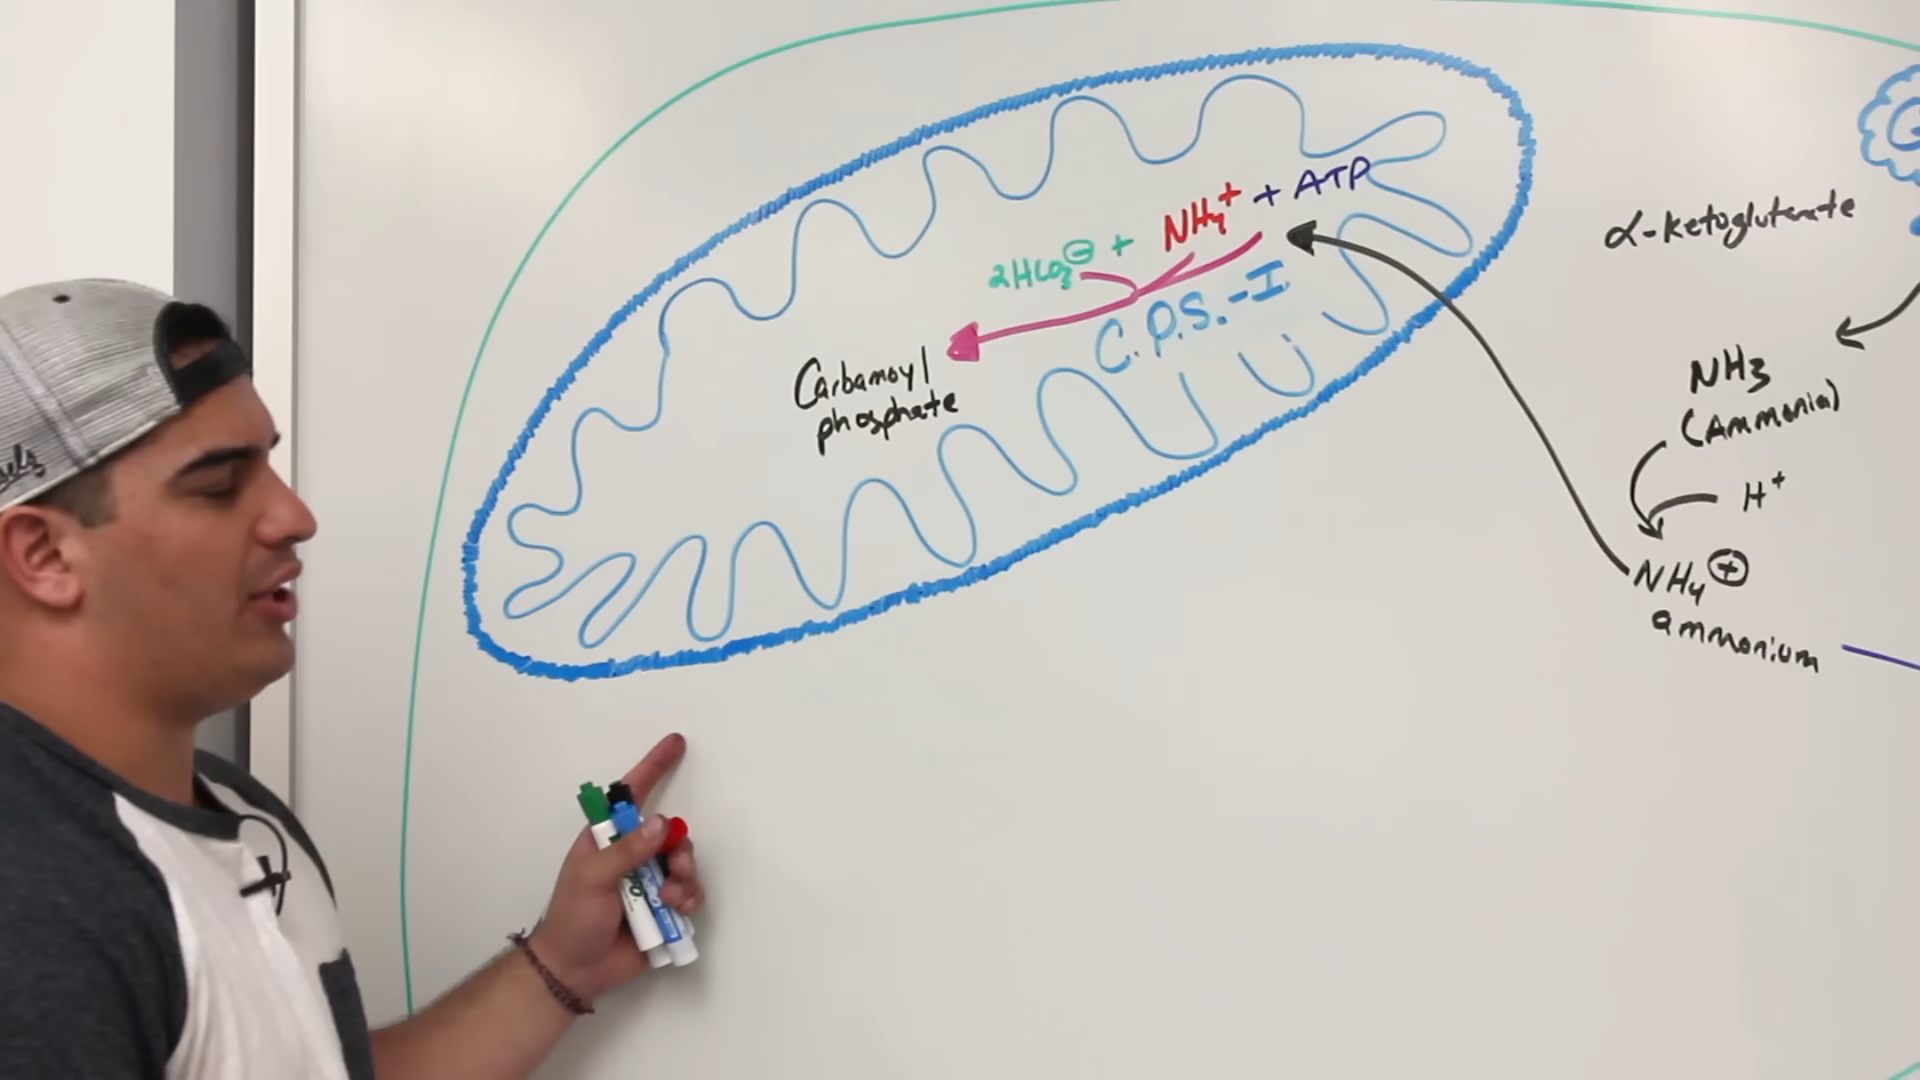 2HCO3⊖ + NH4+ + ATP
C.P.S.-I
Carbamoyl
phosphate
α-ketoglutarate
NH3
(Ammonia)
H+
NH4⊕
ammonium